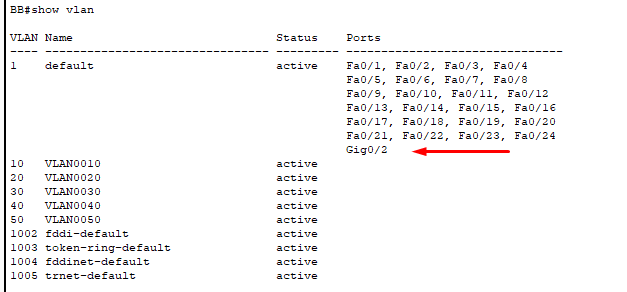 BB#show vlan
VLAN Name                             Status    Ports
---- -------------------------------- --------- -------------------------------
1    default                          active    Fa0/1, Fa0/2, Fa0/3, Fa0/4
                                                Fa0/5, Fa0/6, Fa0/7, Fa0/8
                                                Fa0/9, Fa0/10, Fa0/11, Fa0/12
                                                Fa0/13, Fa0/14, Fa0/15, Fa0/16
                                                Fa0/17, Fa0/18, Fa0/19, Fa0/20
                                                Fa0/21, Fa0/22, Fa0/23, Fa0/24
                                                Gig0/2
10   VLAN0010                         active
20   VLAN0020                         active
30   VLAN0030                         active
40   VLAN0040                         active
50   VLAN0050                         active
1002 fddi-default                     active
1003 token-ring-default               active
1004 fddinet-default                  active
1005 trnet-default                    active